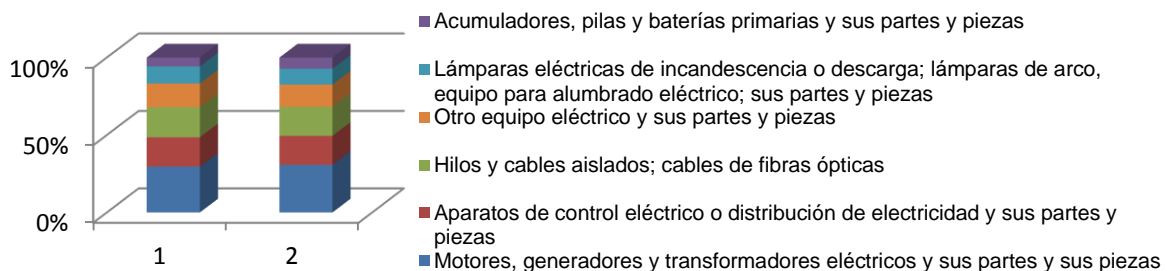 100%
50%
0%
1
2
Acumuladores, pilas y baterías primarias y sus partes y piezas
Lámparas eléctricas de incandescencia o descarga; lámparas de arco,
equipo para alumbrado eléctrico; sus partes y piezas
Otro equipo eléctrico y sus partes y piezas
Hilos y cables aislados; cables de fibras ópticas
Aparatos de control eléctrico o distribución de electricidad y sus partes y
piezas
Motores, generadores y transformadores eléctricos y sus partes y sus piezas